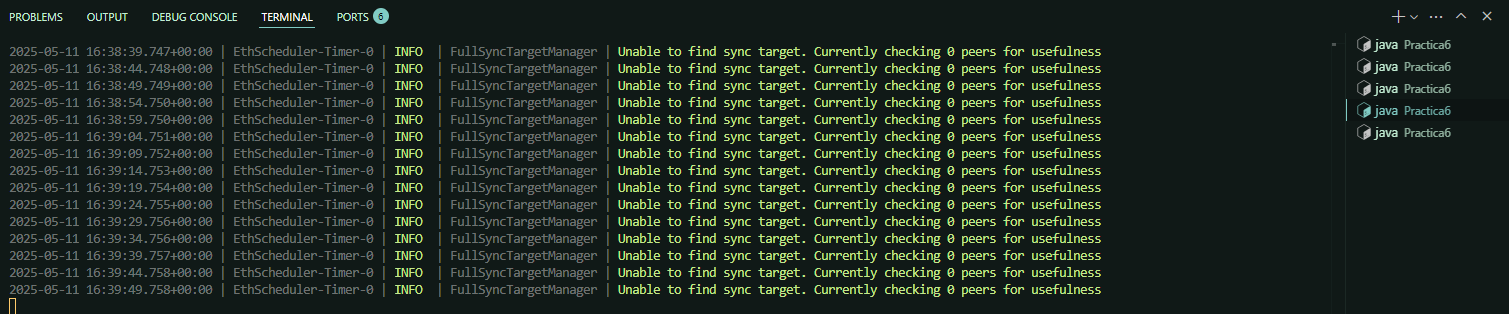 PROBLEMS OUTPUT DEBUG CONSOLE TERMINAL PORTS 6
2025-05-11 16:38:39.747+00:00 | EthScheduler-Timer-0 | INFO | FullSyncTargetManager | Unable to find sync target. Currently checking 0 peers for usefulness
2025-05-11 16:38:44.748+00:00 | EthScheduler-Timer-0 | INFO | FullSyncTargetManager | Unable to find sync target. Currently checking 0 peers for usefulness
2025-05-11 16:38:49.749+00:00 | EthScheduler-Timer-0 | INFO | FullSyncTargetManager | Unable to find sync target. Currently checking 0 peers for usefulness
2025-05-11 16:38:54.750+00:00 | EthScheduler-Timer-0 | INFO | FullSyncTargetManager | Unable to find sync target. Currently checking 0 peers for usefulness
2025-05-11 16:38:59.750+00:00 | EthScheduler-Timer-0 | INFO | FullSyncTargetManager | Unable to find sync target. Currently checking 0 peers for usefulness
2025-05-11 16:39:04.751+00:00 | EthScheduler-Timer-0 | INFO | FullSyncTargetManager | Unable to find sync target. Currently checking 0 peers for usefulness
2025-05-11 16:39:09.752+00:00 | EthScheduler-Timer-0 | INFO | FullSyncTargetManager | Unable to find sync target. Currently checking 0 peers for usefulness
2025-05-11 16:39:14.753+00:00 | EthScheduler-Timer-0 | INFO | FullSyncTargetManager | Unable to find sync target. Currently checking 0 peers for usefulness
2025-05-11 16:39:19.754+00:00 | EthScheduler-Timer-0 | INFO | FullSyncTargetManager | Unable to find sync target. Currently checking 0 peers for usefulness
2025-05-11 16:39:24.755+00:00 | EthScheduler-Timer-0 | INFO | FullSyncTargetManager | Unable to find sync target. Currently checking 0 peers for usefulness
2025-05-11 16:39:29.756+00:00 | EthScheduler-Timer-0 | INFO | FullSyncTargetManager | Unable to find sync target. Currently checking 0 peers for usefulness
2025-05-11 16:39:34.756+00:00 | EthScheduler-Timer-0 | INFO | FullSyncTargetManager | Unable to find sync target. Currently checking 0 peers for usefulness
2025-05-11 16:39:39.757+00:00 | EthScheduler-Timer-0 | INFO | FullSyncTargetManager | Unable to find sync target. Currently checking 0 peers for usefulness
2025-05-11 16:39:44.758+00:00 | EthScheduler-Timer-0 | INFO | FullSyncTargetManager | Unable to find sync target. Currently checking 0 peers for usefulness
2025-05-11 16:39:49.758+00:00 | EthScheduler-Timer-0 | INFO | FullSyncTargetManager | Unable to find sync target. Currently checking 0 peers for usefulness
java Practica6
java Practica6
java Practica6
java Practica6
java Practica6